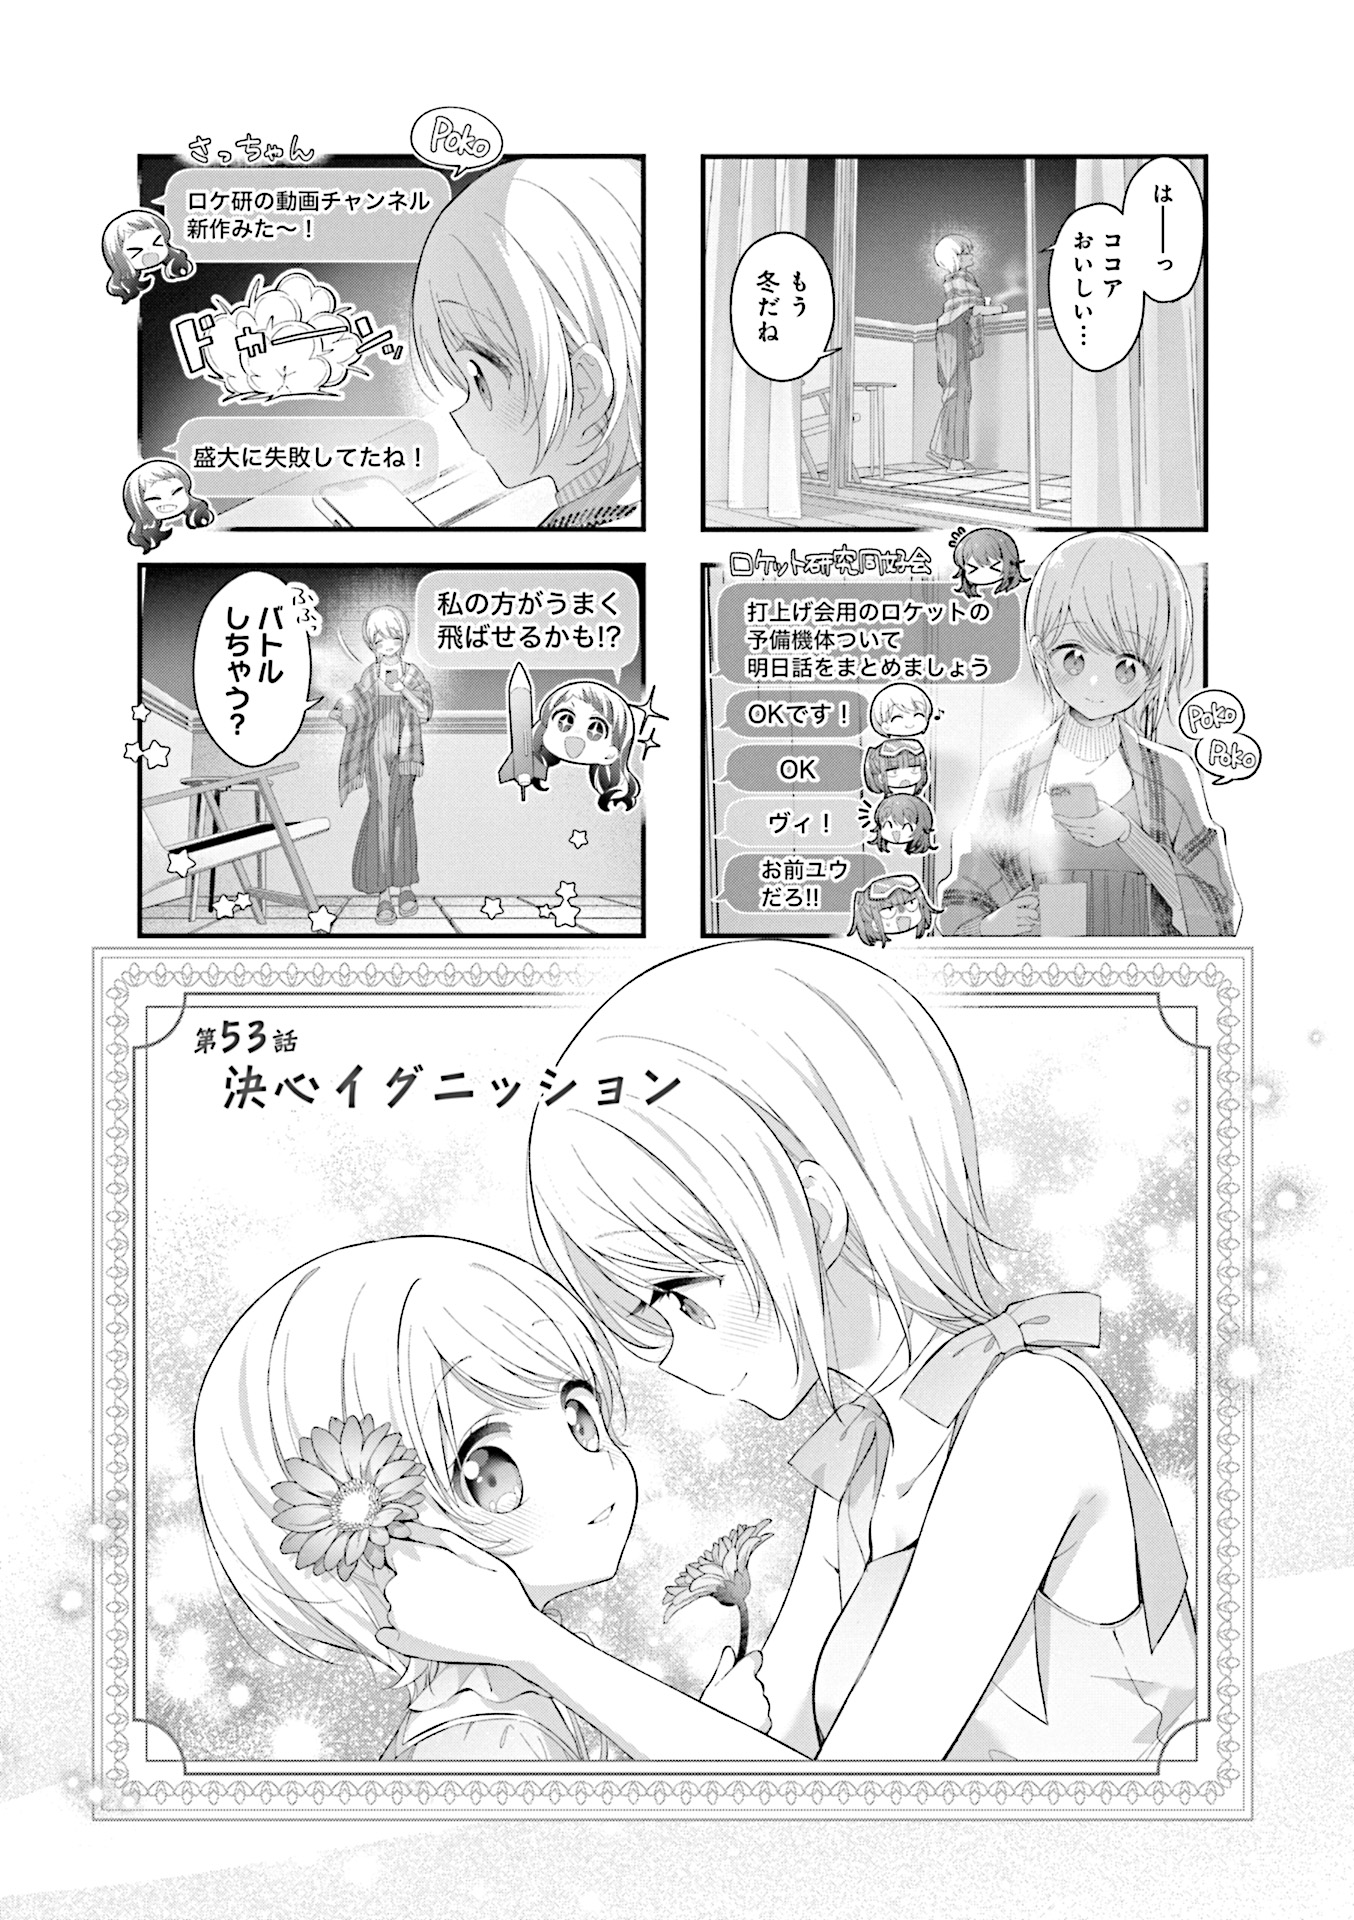 はーーっ
ココア
おいしい…
もう
冬だね
ロケット研究同好会
打上げ会用のロケットの
予備機体ついて
明日話をまとめましょう
OKです！
OK
ヴィ！
お前ユウ
だろ!!
Poko
Poko
さっちゃん
Poko
ロケ研の動画チャンネル
新作みた〜！
ドゥーーン
盛大に失敗してたね！
私の方がうまく
飛ばせるかも!?
ふふっ
バトル
しちゃう？
第53話
決心イグニッション